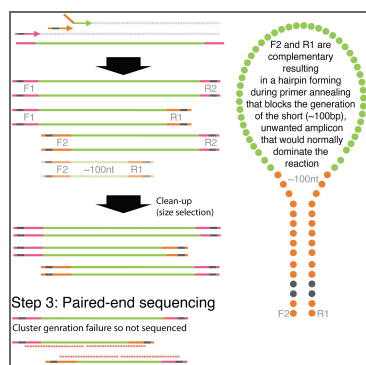 F1
R2
F1
R1
F2
R2
F2
~100nt
R1
Clean-up
(size selection)
Step 3: Paired-end sequencing
Cluster genration failure so not sequenced
F2 and R1 are
complementary
resulting
in a hairpin forming
during primer annealing
that blocks the generation
of the short (~100bp),
unwanted amplicon
that would normally
dominate the
reaction
~100nt
F2
R1